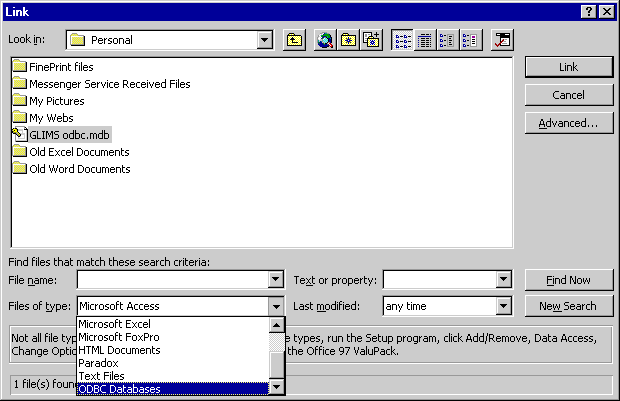 Link
Look in: Personal
FinePrint files
Messenger Service Received Files
My Pictures
My Webs
GLIMS odbc.mdb
Old Excel Documents
Old Word Documents
Link
Cancel
Advanced...
Find files that match these search criteria:
File name: Text or property: Find Now
Files of type: Microsoft Access Last modified: any time New Search
Microsoft Excel
Microsoft FoxPro
HTML Documents
Paradox
Text Files
ODBC Databases
Not all file typ e types, run the Setup program, click Add/Remove, Data Access,
Change Optio the Office 97 ValuPack.
1 file(s) foun